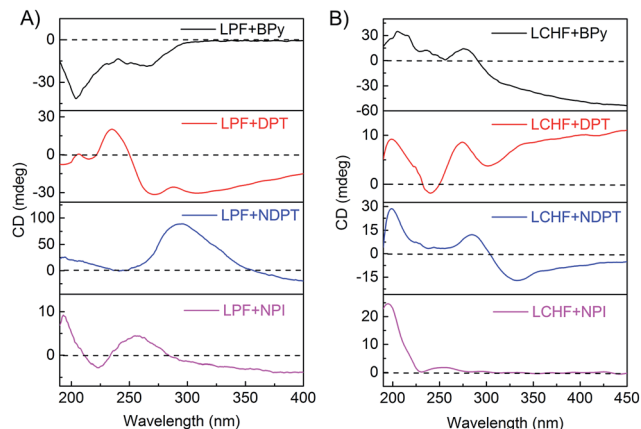 A)
LPF+BPy
0
-30
LPF+DPT
30
0
-30
LPF+NDPT
100
50
0
LPF+NPI
10
0
CD (mdeg)
200 250 300 350 400
Wavelength (nm)
B)
LCHF+BPy
30
0
-30
-60
LCHF+DPT
10
0
LCHF+NDPT
30
15
0
-15
LCHF+NPI
20
10
0
CD (mdeg)
200 250 300 350 400 450
Wavelength (nm)